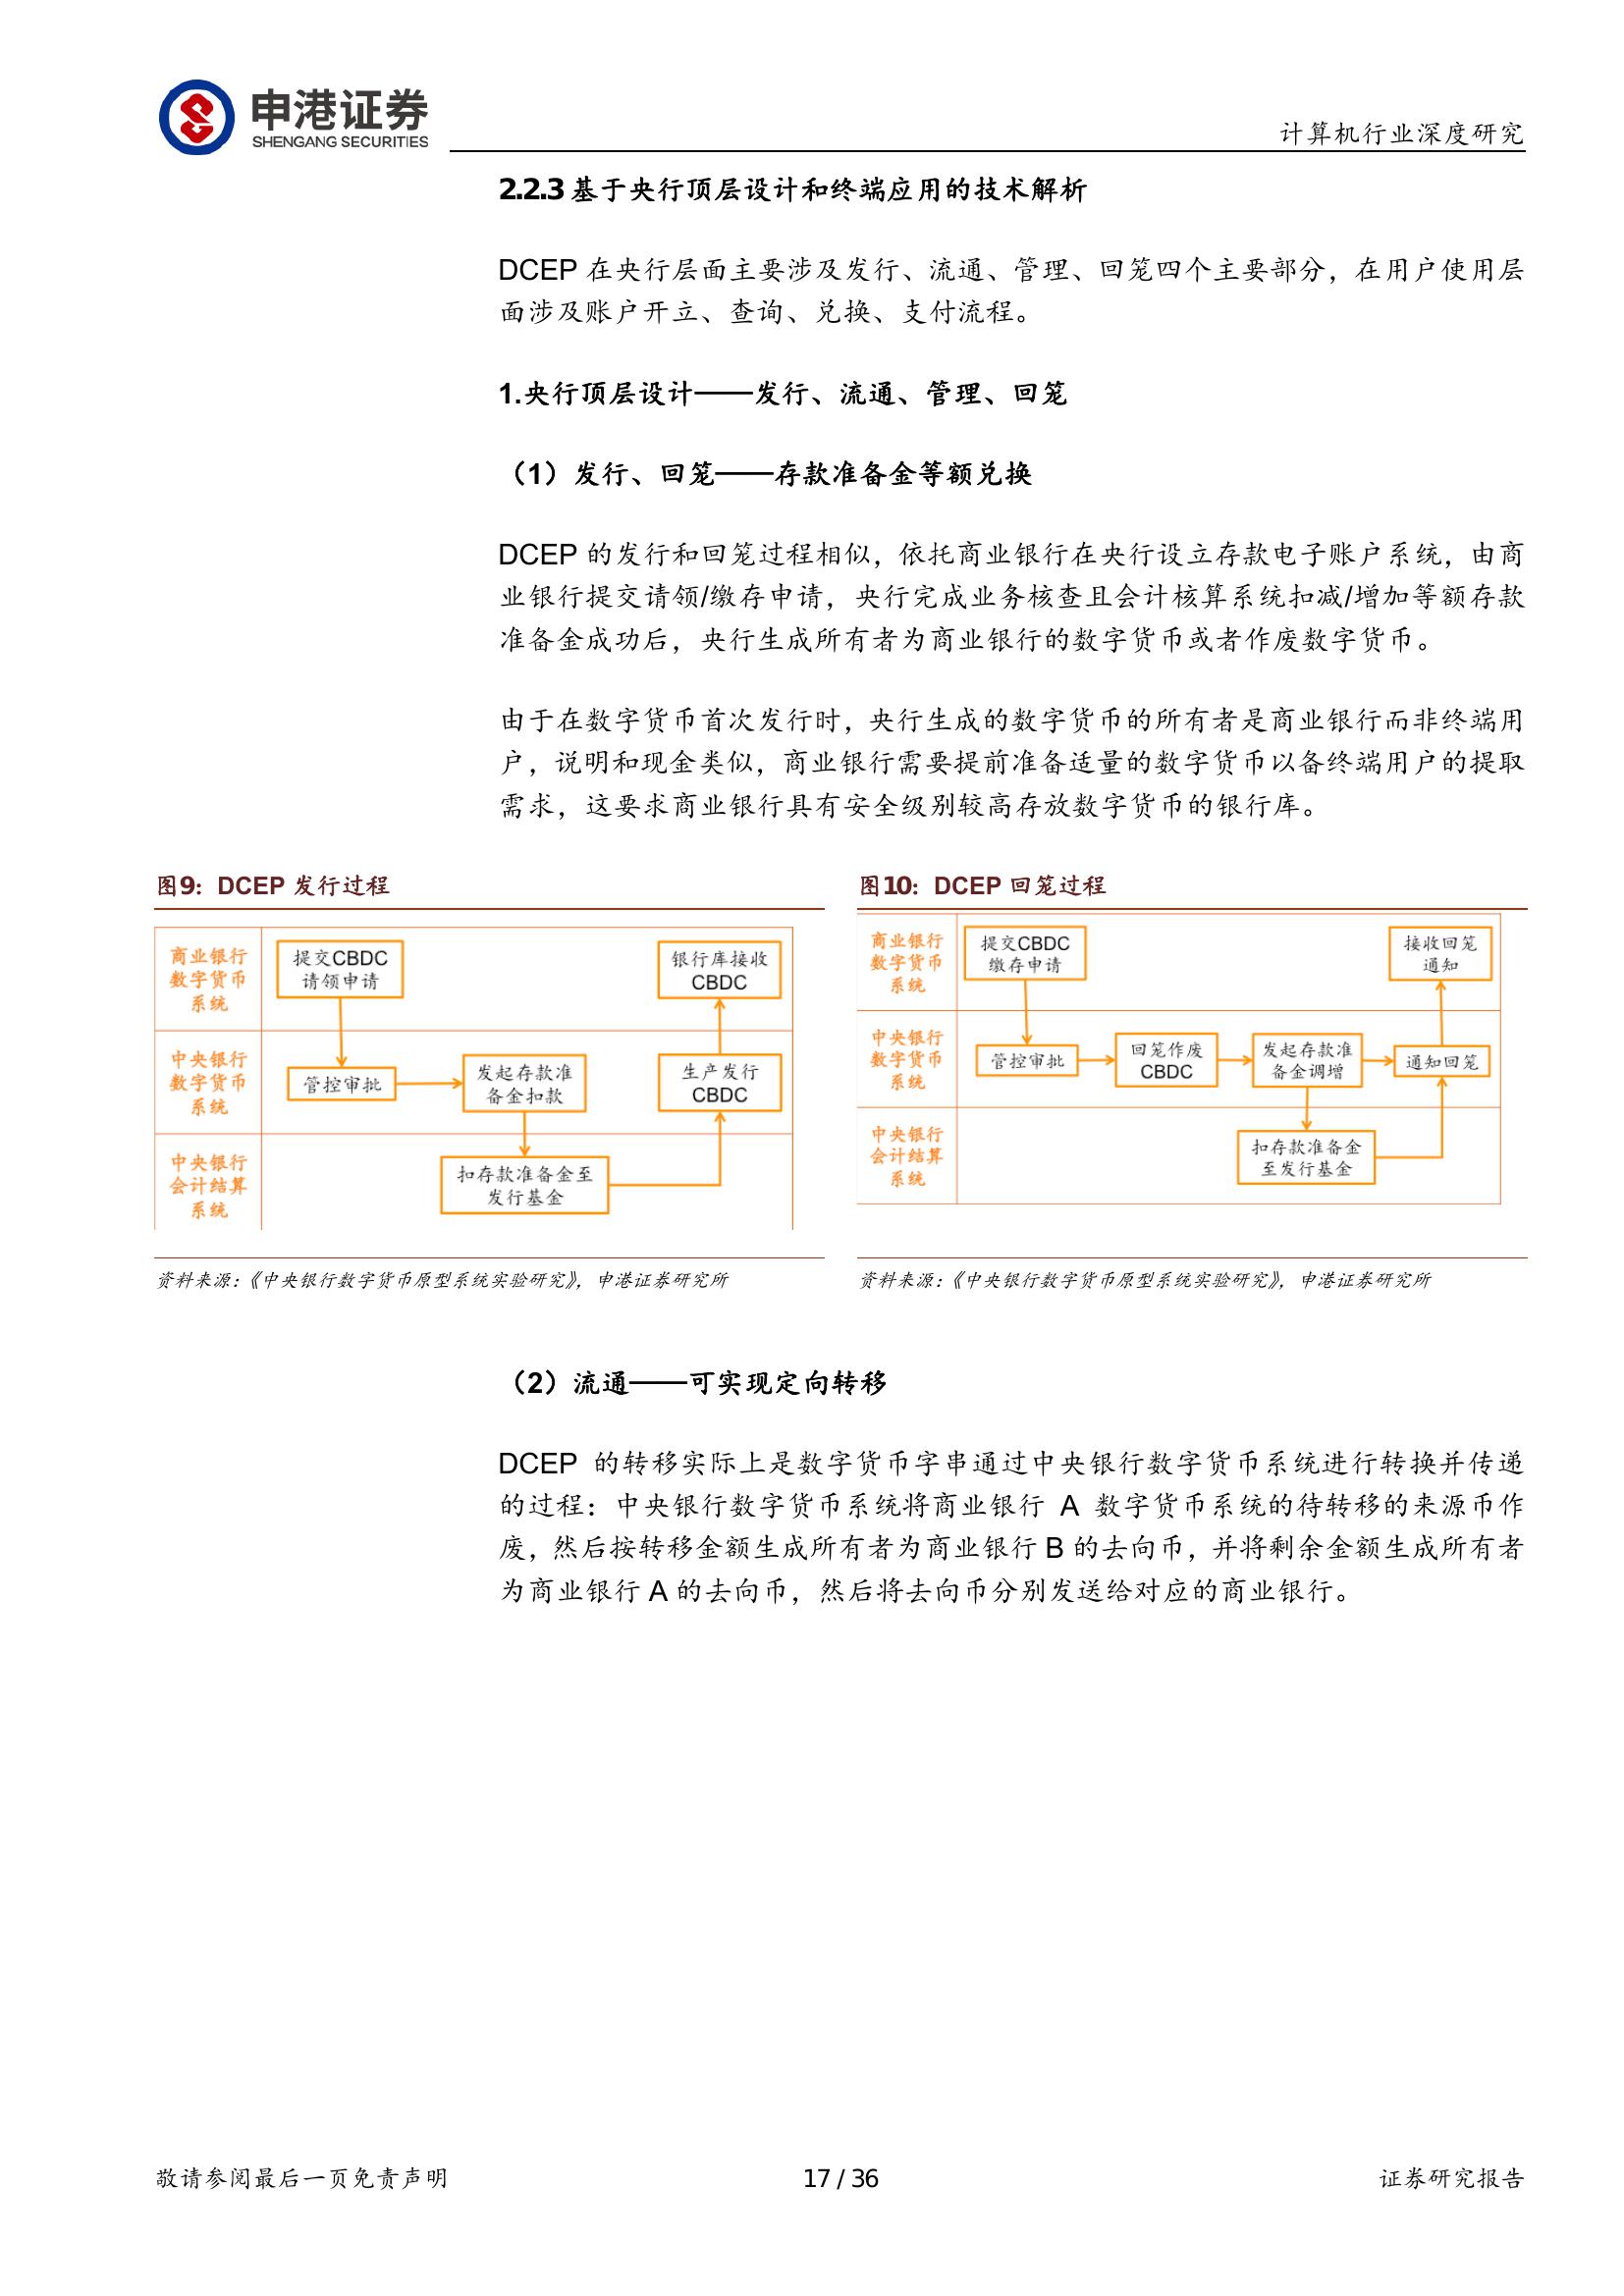 申港证券
SHENGANG SECURITIES
计算机行业深度研究
2.2.3 基于央行顶层设计和终端应用的技术解析
DCEP 在央行层面主要涉及发行、流通、管理、回笼四个主要部分，在用户使用层
面涉及账户开立、查询、兑换、支付流程。
1.央行顶层设计——发行、流通、管理、回笼
（1）发行、回笼——存款准备金等额兑换
DCEP 的发行和回笼过程相似，依托商业银行在央行设立存款电子账户系统，由商
业银行提交请领/缴存申请，央行完成业务核查且会计核算系统扣减/增加等额存款
准备金成功后，央行生成所有者为商业银行的数字货币或者作废数字货币。
由于在数字货币首次发行时，央行生成的数字货币的所有者是商业银行而非终端用
户，说明和现金类似，商业银行需要提前准备适量的数字货币以备终端用户的提取
需求，这要求商业银行具有安全级别较高存放数字货币的银行库。
图9：DCEP 发行过程
商业银行
数字货币
系统
提交CBDC
请领申请
银行库接收
CBDC
中央银行
数字货币
系统
管控审批
发起存款准
备金扣款
生产发行
CBDC
中央银行
会计结算
系统
扣存款准备金至
发行基金
资料来源：《中央银行数字货币原型系统实验研究》，申港证券研究所
图10：DCEP 回笼过程
商业银行
数字货币
系统
提交CBDC
缴存申请
接收回笼
通知
中央银行
数字货币
系统
管控审批
回笼作废
CBDC
发起存款准
备金调增
通知回笼
中央银行
会计结算
系统
扣存款准备金
至发行基金
资料来源：《中央银行数字货币原型系统实验研究》，申港证券研究所
（2）流通——可实现定向转移
DCEP 的转移实际上是数字货币字串通过中央银行数字货币系统进行转换并传递
的过程：中央银行数字货币系统将商业银行 A 数字货币系统的待转移的来源币作
废，然后按转移金额生成所有者为商业银行 B 的去向币，并将剩余金额生成所有者
为商业银行 A 的去向币，然后将去向币分别发送给对应的商业银行。
敬请参阅最后一页免责声明
17 / 36
证券研究报告